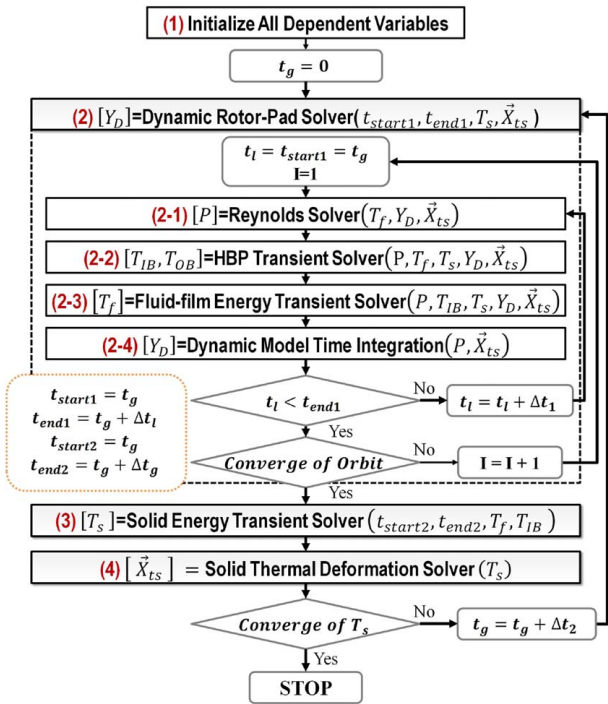 (1) Initialize All Dependent Variables
t_g = 0
(2) [Y_D]=Dynamic Rotor-Pad Solver(t_start1, t_end1, T_s, X⃗_ts)
t_l = t_start1 = t_g
I=1
(2-1) [P]=Reynolds Solver(T_f, Y_D, X⃗_ts)
(2-2) [T_IB, T_OB]=HBP Transient Solver(P, T_f, T_s, Y_D, X⃗_ts)
(2-3) [T_f]=Fluid-film Energy Transient Solver(P, T_IB, T_s, Y_D, X⃗_ts)
(2-4) [Y_D]=Dynamic Model Time Integration(P, X⃗_ts)
t_start1 = t_g
t_end1 = t_g + Δt_l
t_start2 = t_g
t_end2 = t_g + Δt_g
t_l < t_end1
No
t_l = t_l + Δt_1
Yes
Converge of Orbit
No
I = I + 1
Yes
(3) [T_s]=Solid Energy Transient Solver(t_start2, t_end2, T_f, T_IB)
(4) [X⃗_ts] = Solid Thermal Deformation Solver(T_s)
Converge of T_s
No
t_g = t_g + Δt_2
Yes
STOP